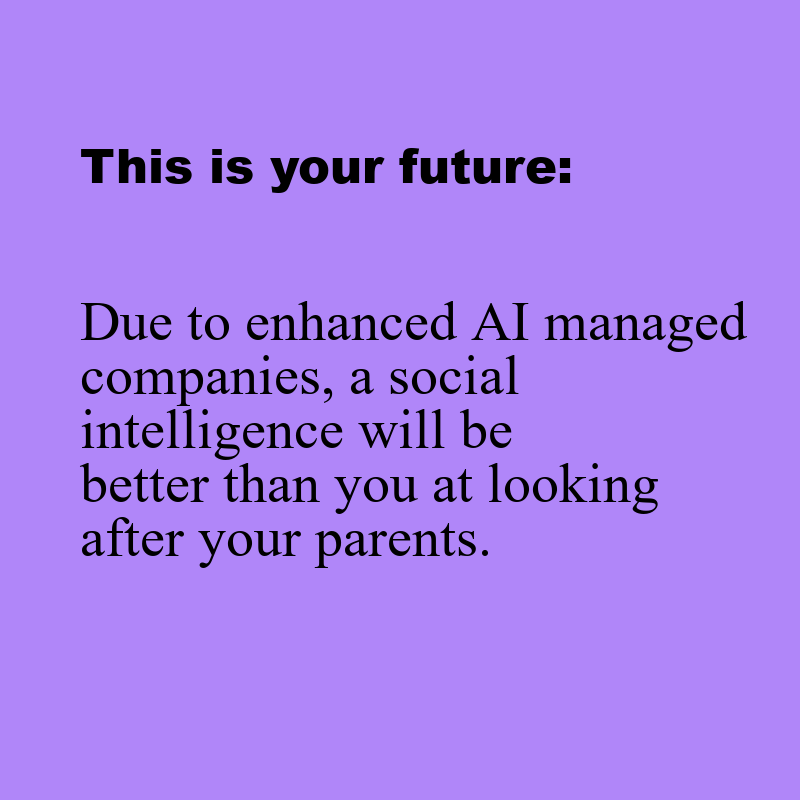 This is your future:
Due to enhanced AI managed
companies, a social
intelligence will be
better than you at looking
after your parents.